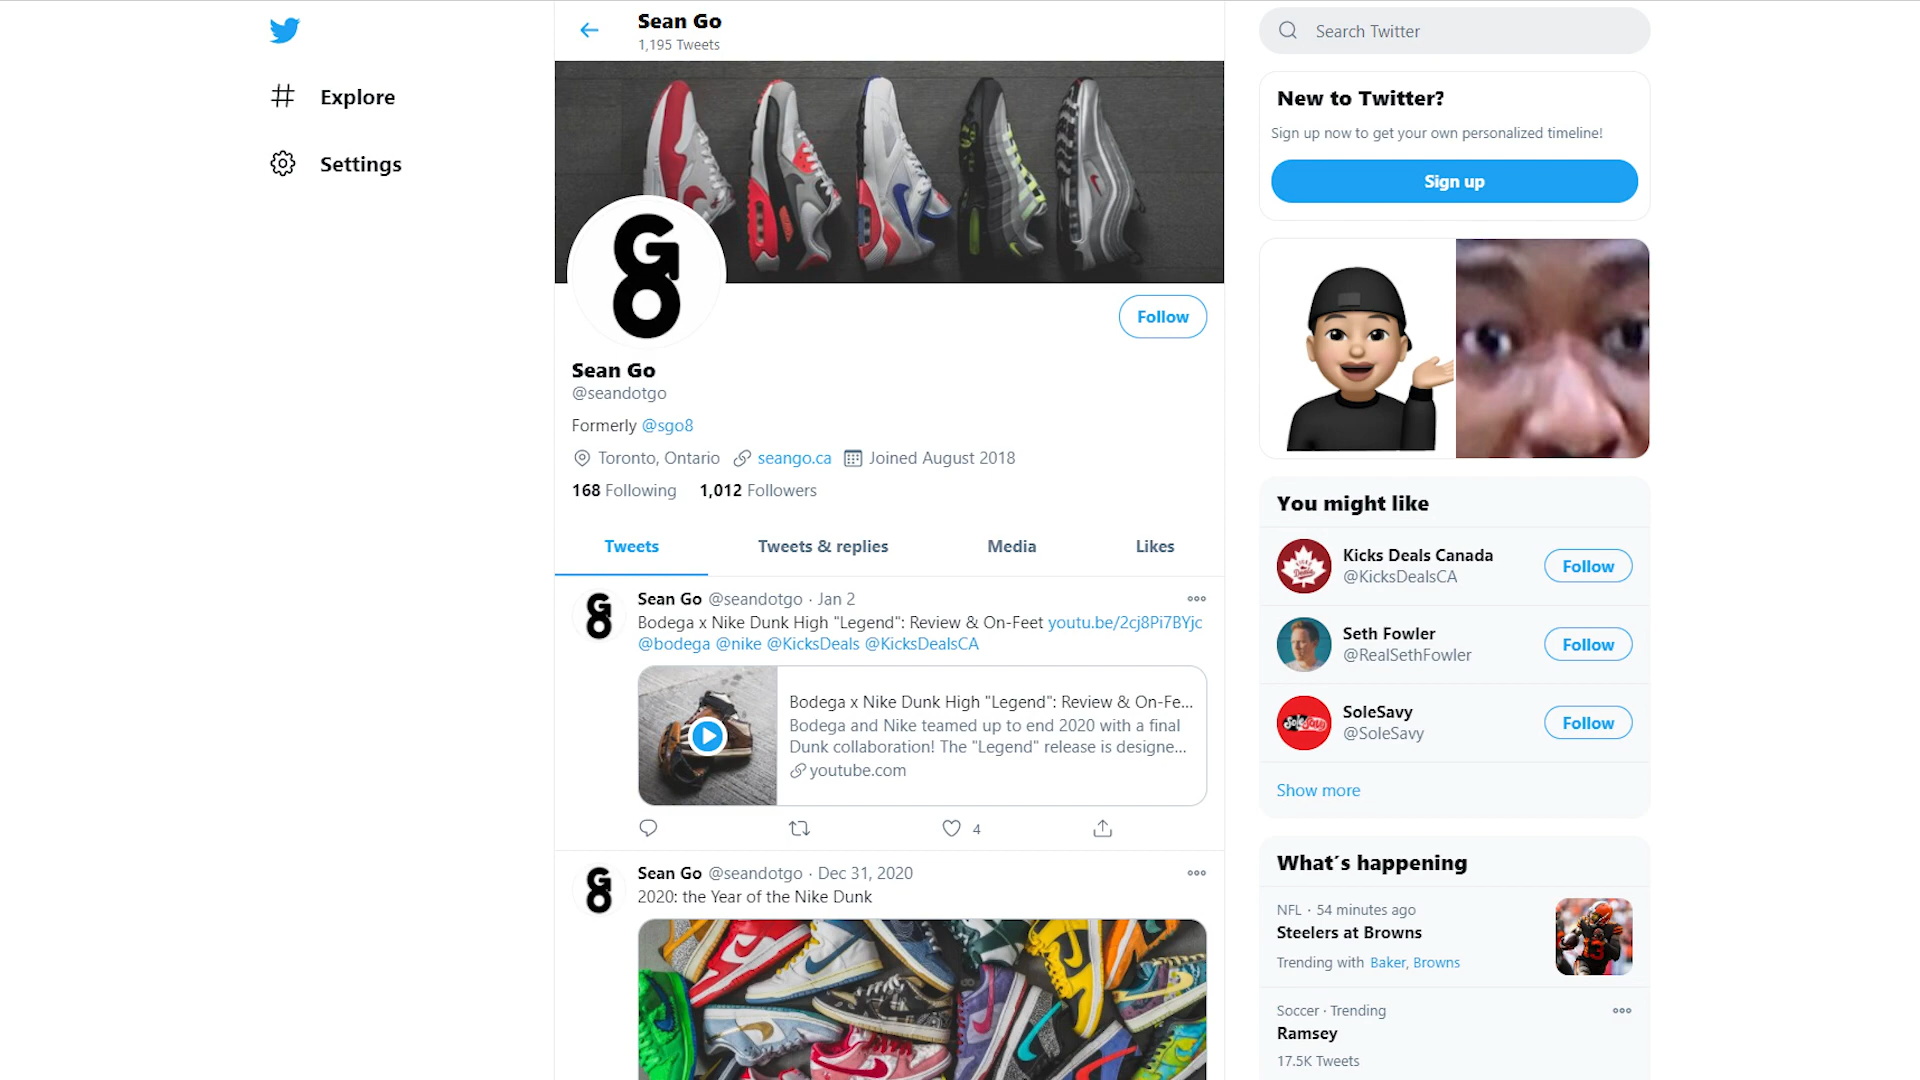 Explore
Settings
Sean Go
1,195 Tweets
GO
Follow
Sean Go
@seandotgo
Formerly @sgo8
Toronto, Ontario seango.ca Joined August 2018
168 Following 1,012 Followers
Tweets Tweets & replies Media Likes
GO
Sean Go @seandotgo · Jan 2
Bodega x Nike Dunk High "Legend": Review & On-Feet youtu.be/2cj8Pi7BYjc
@bodega @nike @KicksDeals @KicksDealsCA
Bodega x Nike Dunk High "Legend": Review & On-Fe...
Bodega and Nike teamed up to end 2020 with a final
Dunk collaboration! The "Legend" release is designe...
youtube.com
4
GO
Sean Go @seandotgo · Dec 31, 2020
2020: the Year of the Nike Dunk
Search Twitter
New to Twitter?
Sign up now to get your own personalized timeline!
Sign up
You might like
Kicks Deals Canada
@KicksDealsCA
Follow
Seth Fowler
@RealSethFowler
Follow
SoleSavy
SoleSavy
@SoleSavy
Follow
Show more
What´s happening
NFL · 54 minutes ago
Steelers at Browns
Trending with Baker, Browns
13
Soccer · Trending
Ramsey
17.5K Tweets